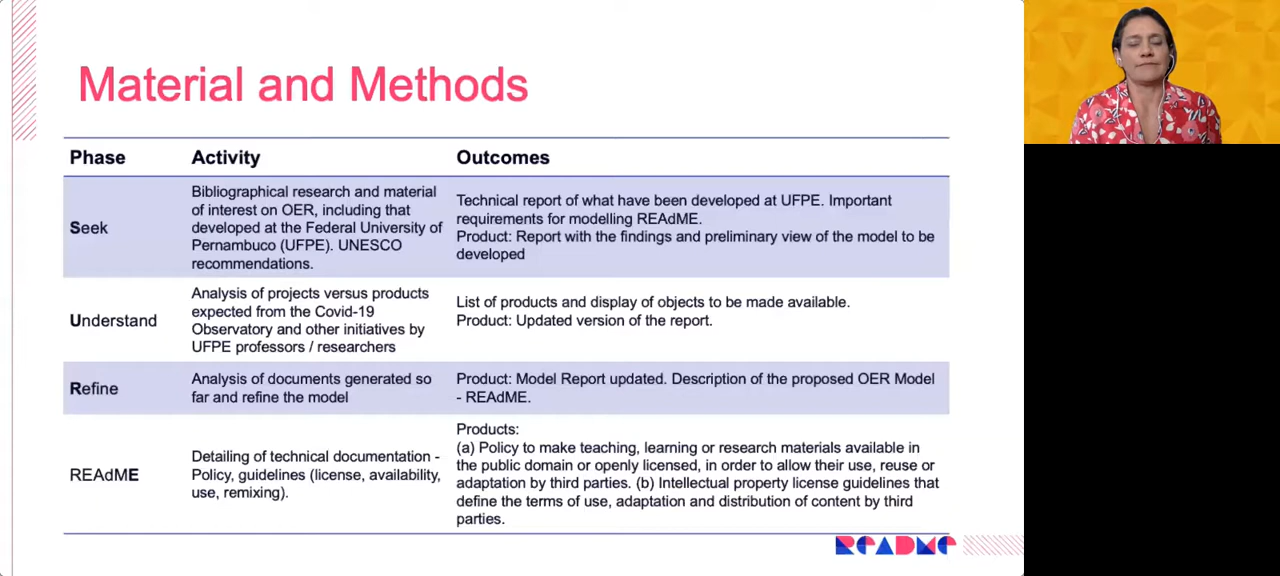 Material and Methods
Phase Activity Outcomes
Seek
Bibliographical research and material
of interest on OER, including that
developed at the Federal University of
Pernambuco (UFPE). UNESCO
recommendations.
Technical report of what have been developed at UFPE. Important
requirements for modelling REAdME.
Product: Report with the findings and preliminary view of the model to be
developed
Understand
Analysis of projects versus products
expected from the Covid-19
Observatory and other initiatives by
UFPE professors / researchers
List of products and display of objects to be made available.
Product: Updated version of the report.
Refine
Analysis of documents generated so
far and refine the model
Product: Model Report updated. Description of the proposed OER Model
- REAdME.
REAdME
Detailing of technical documentation -
Policy, guidelines (license, availability,
use, remixing).
Products:
(a) Policy to make teaching, learning or research materials available in
the public domain or openly licensed, in order to allow their use, reuse or
adaptation by third parties. (b) Intellectual property license guidelines that
define the terms of use, adaptation and distribution of content by third
parties.
README